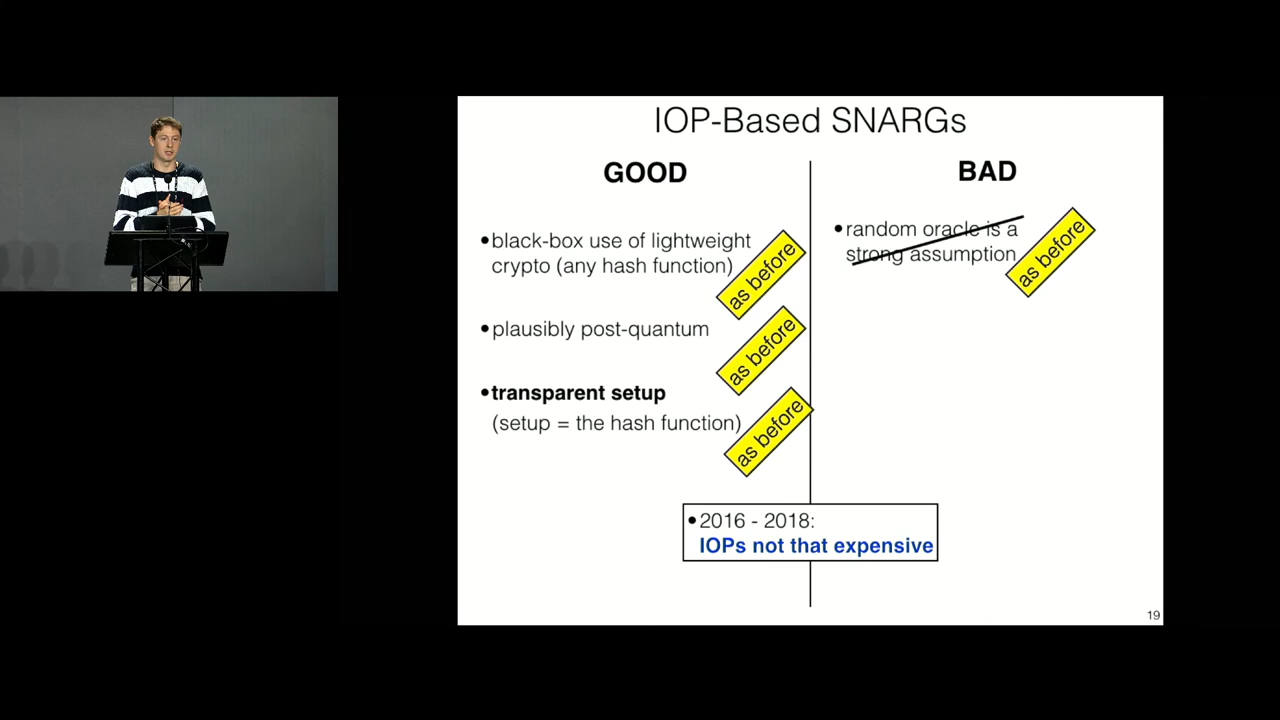 IOP-Based SNARGs
GOOD
•black-box use of lightweight
crypto (any hash function)
as before
•plausibly post-quantum
as before
•transparent setup
(setup = the hash function)
as before
BAD
•random oracle is a
strong assumption
as before
•2016 - 2018:
IOPs not that expensive
19